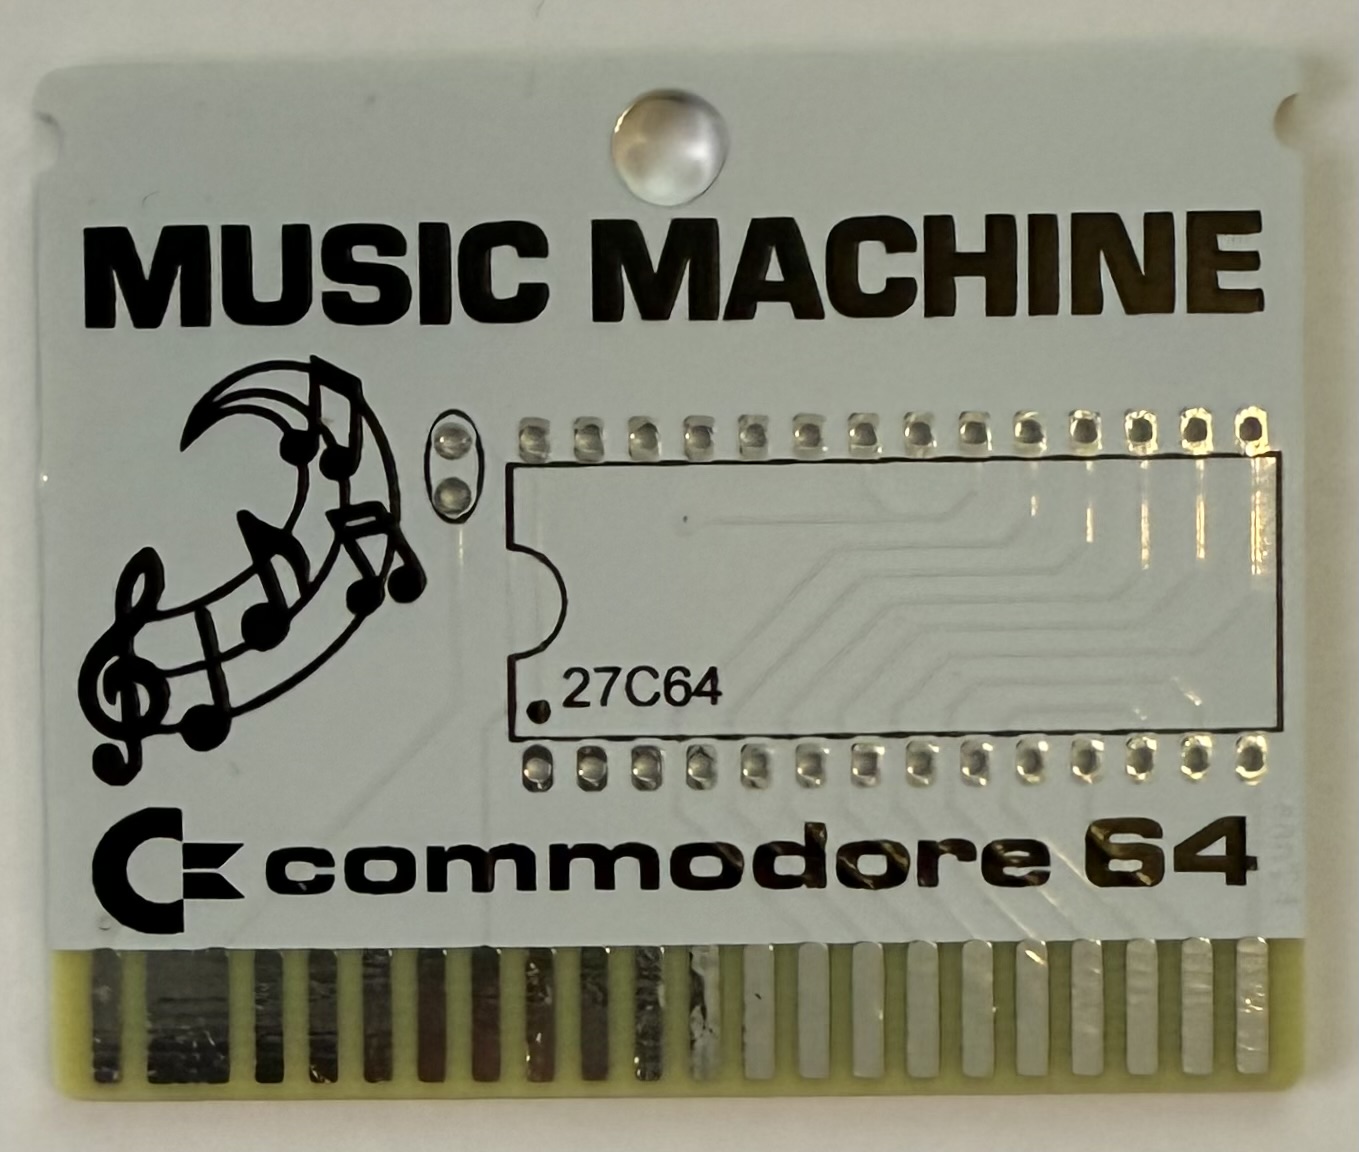 MUSIC MACHINE
27C64
commodore 64